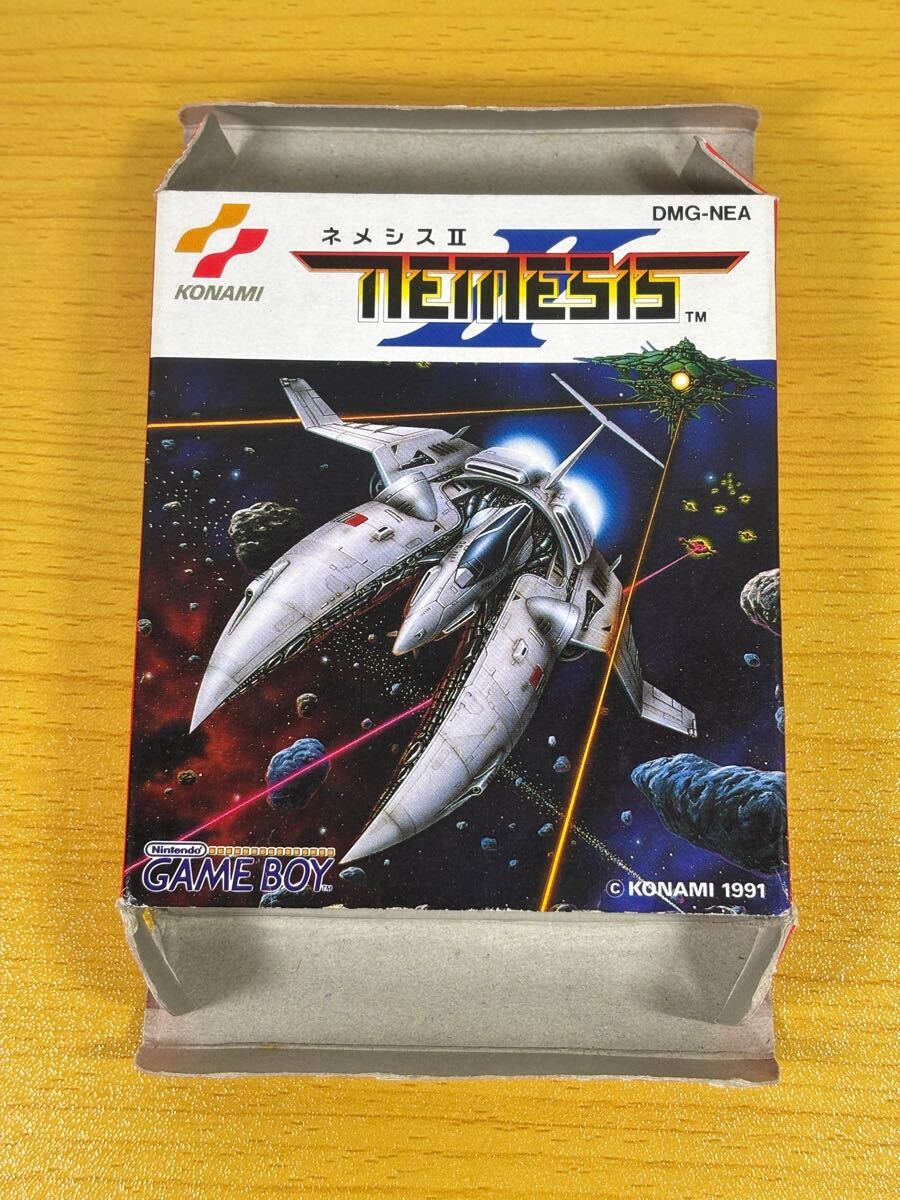 DMG-NEA
ネメシスⅡ
KONAMI
NEMESIS II
TM
Nintendo
GAME BOY TM
© KONAMI 1991